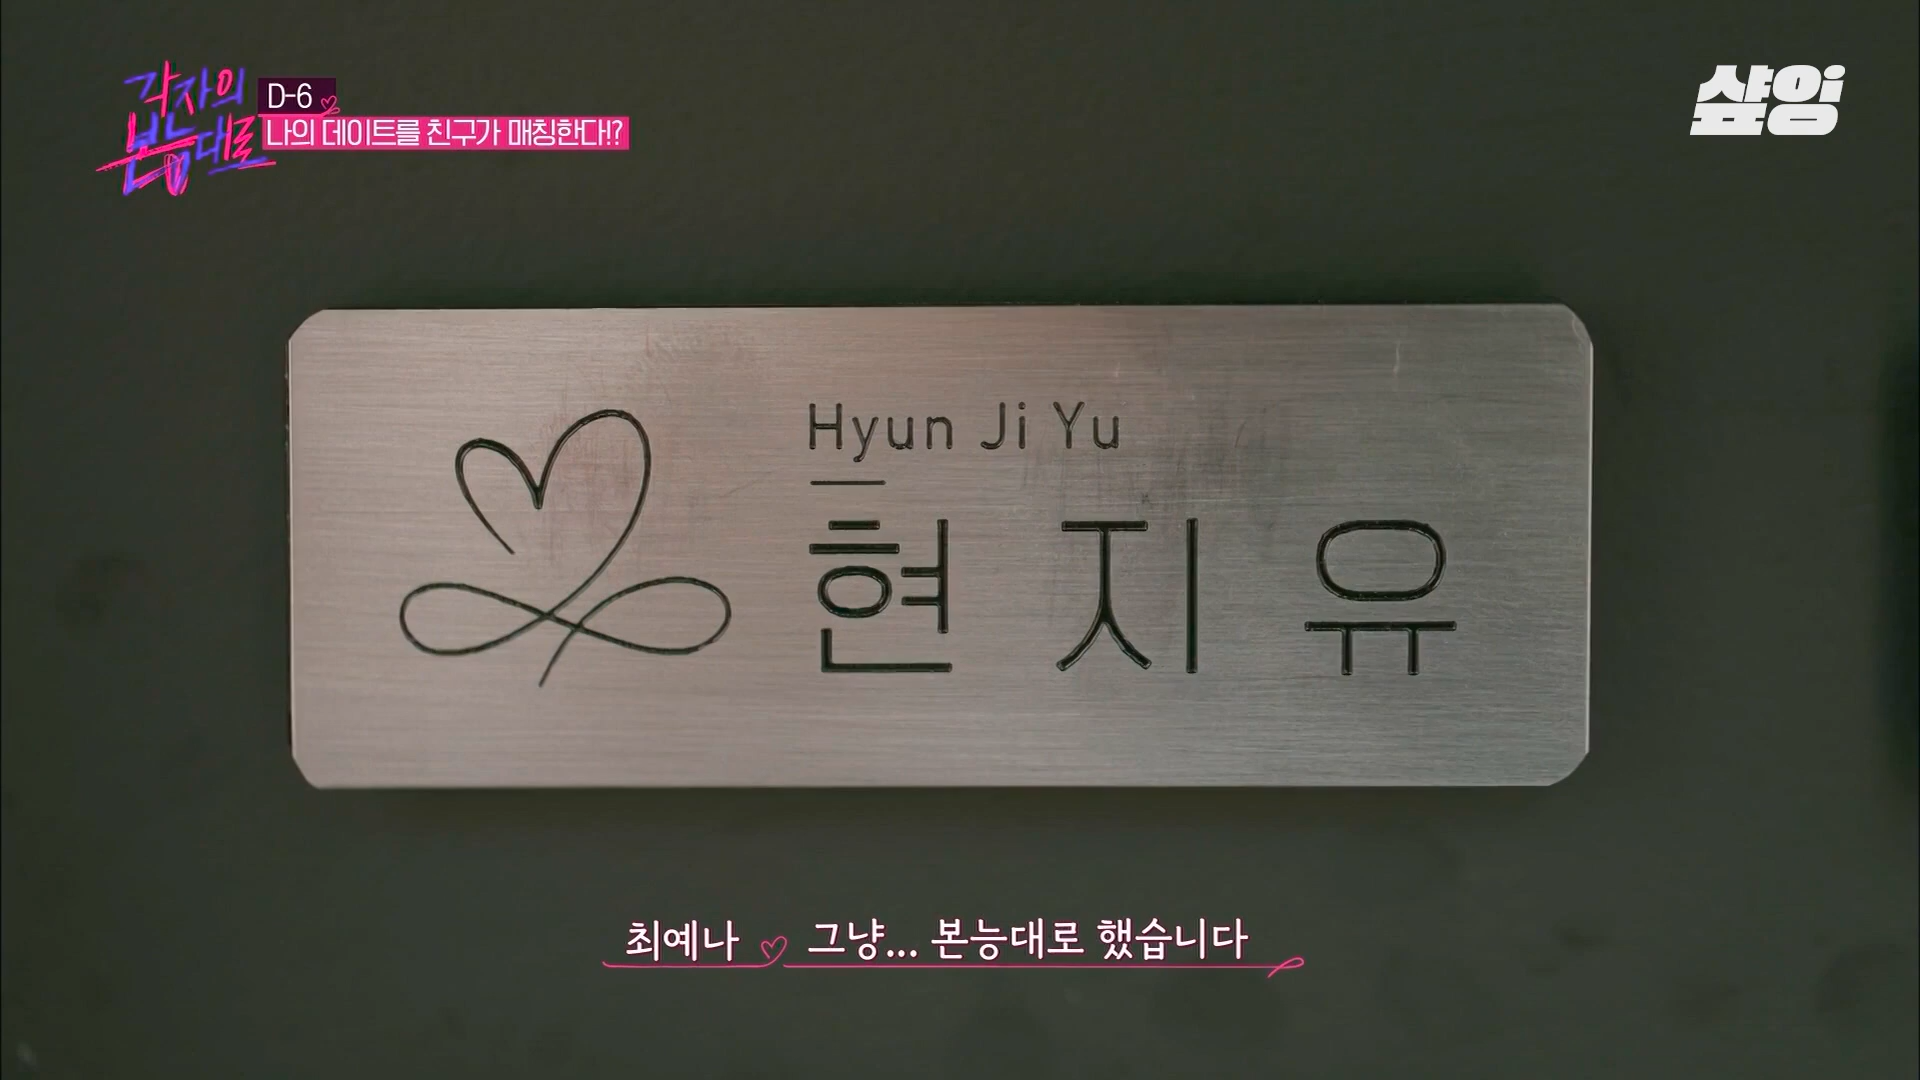 각자의
본능대로
D-6
나의 데이트를 친구가 매칭한다!?
샾잉
Hyun Ji Yu
현 지 유
최예나 그냥... 본능대로 했습니다